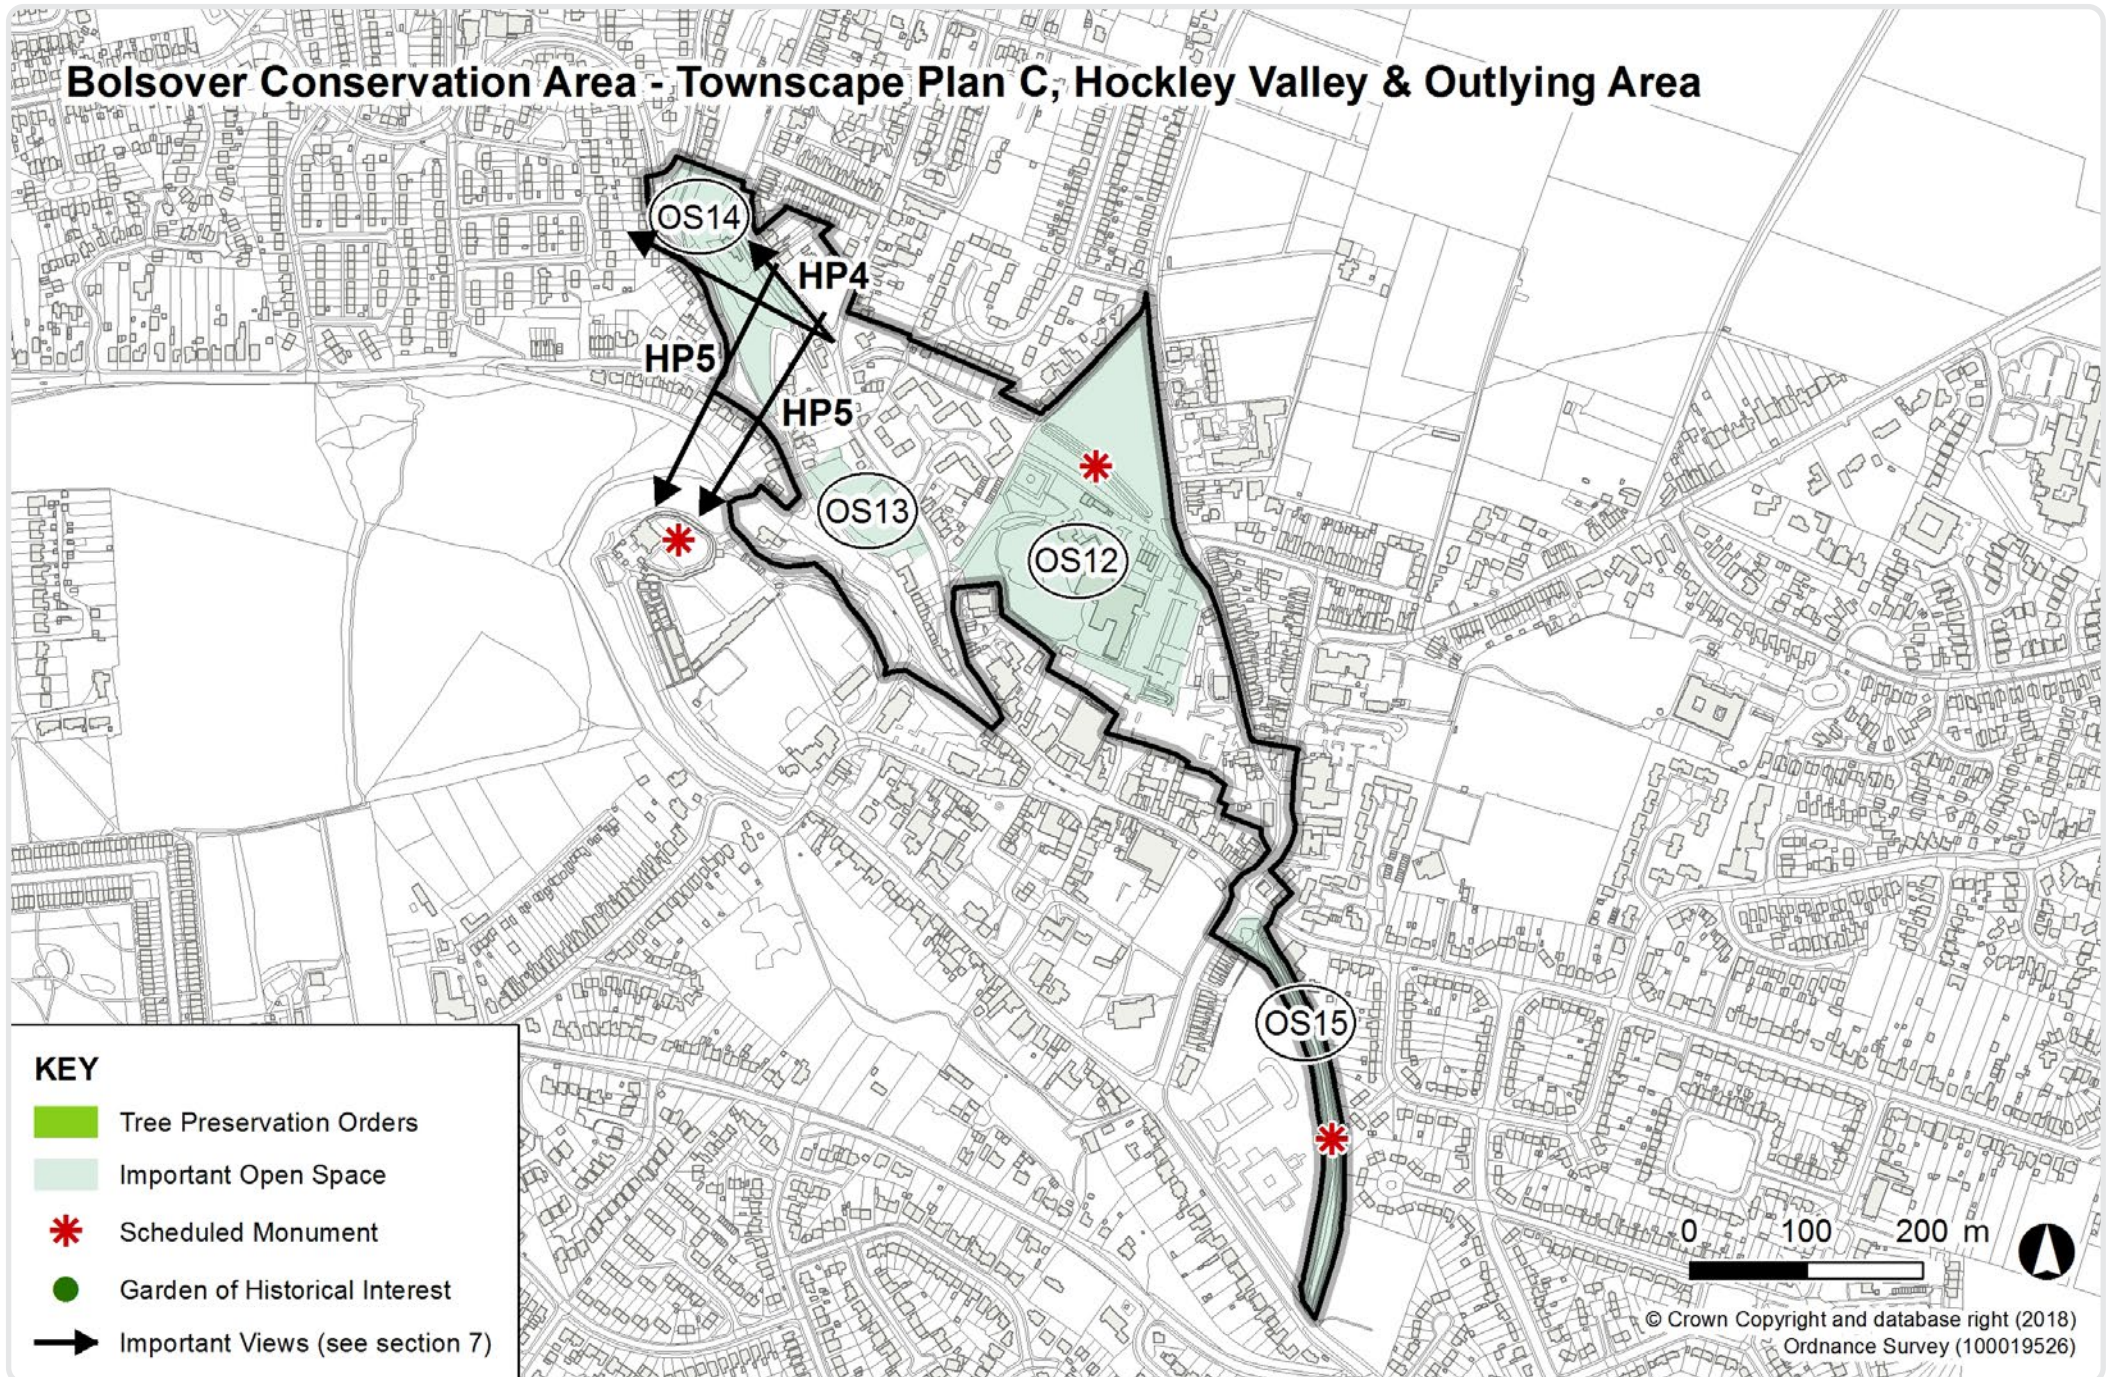 Bolsover Conservation Area - Townscape Plan C, Hockley Valley & Outlying Area
OS14
HP4
HP5
HP5
OS13
OS12
OS15
KEY
Tree Preservation Orders
Important Open Space
Scheduled Monument
Garden of Historical Interest
Important Views (see section 7)
0 100 200 m
© Crown Copyright and database right (2018)
Ordnance Survey (100019526)